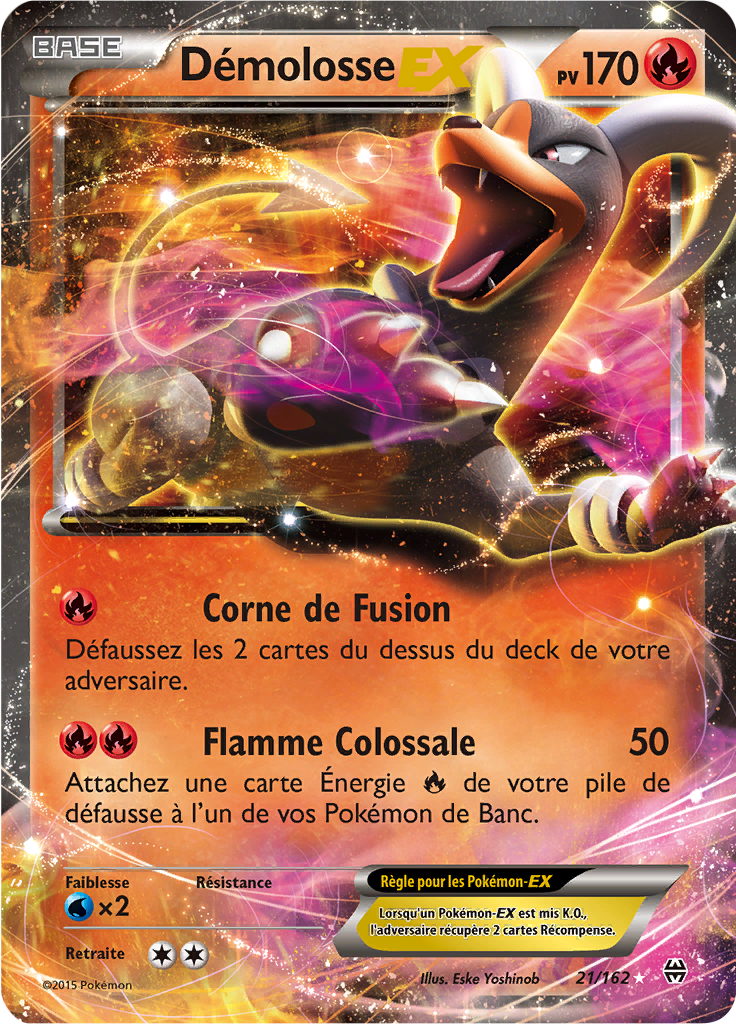 BASE
DémolosseEX
PV170
Corne de Fusion
Défaussez les 2 cartes du dessus du deck de votre
adversaire.
Flamme Colossale 50
Attachez une carte Énergie de votre pile de
défausse à l'un de vos Pokémon de Banc.
Faiblesse Résistance
×2
Retraite
Règle pour les Pokémon-EX
Lorsqu'un Pokémon-EX est mis K.O.,
l'adversaire récupère 2 cartes Récompense.
©2015 Pokémon
Illus. Eske Yoshinob
21/162